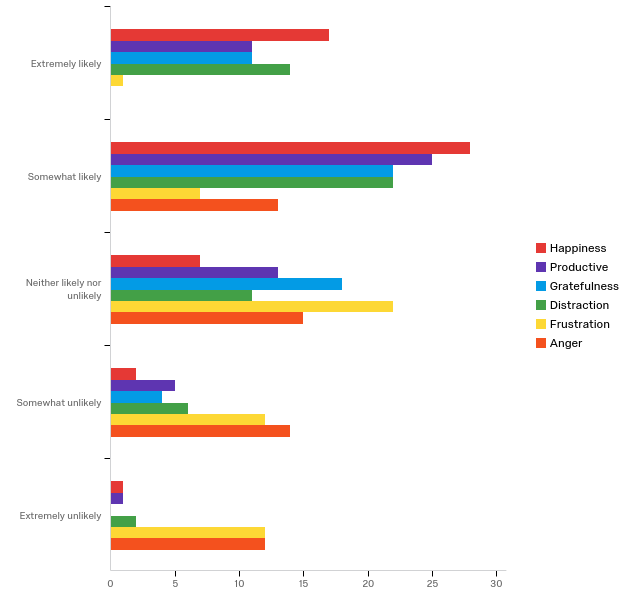 Extremely likely
Somewhat likely
Neither likely nor
unlikely
Somewhat unlikely
Extremely unlikely
0 5 10 15 20 25 30
Happiness
Productive
Gratefulness
Distraction
Frustration
Anger